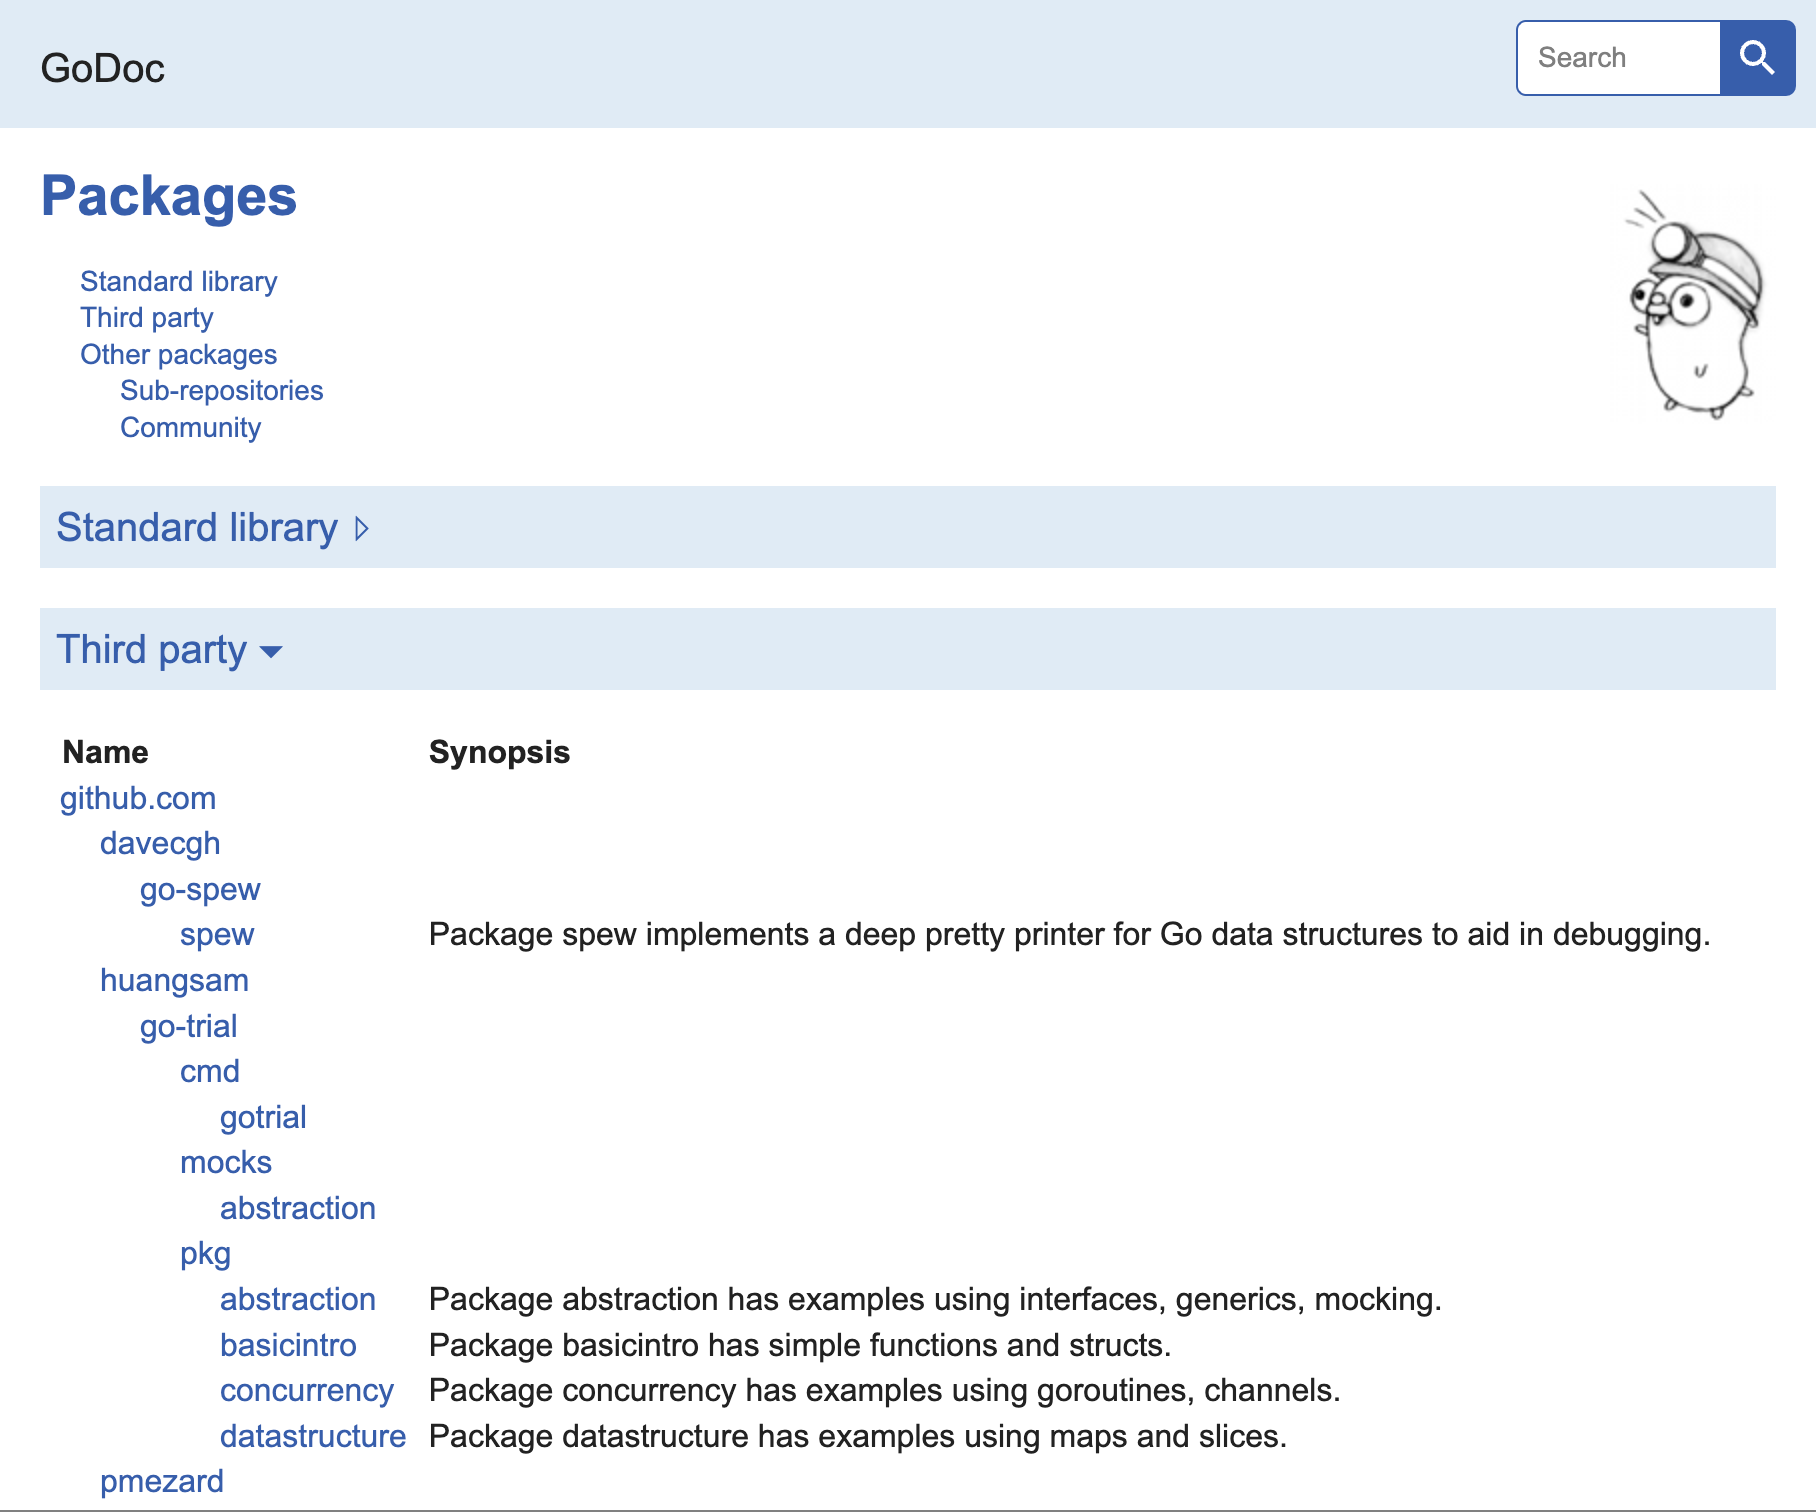 GoDoc
Search
Packages
Standard library
Third party
Other packages
Sub-repositories
Community
Standard library ▹
Third party ▾
Name Synopsis
github.com
davecgh
go-spew
spew Package spew implements a deep pretty printer for Go data structures to aid in debugging.
huangsam
go-trial
cmd
gotrial
mocks
abstraction
pkg
abstraction Package abstraction has examples using interfaces, generics, mocking.
basicintro Package basicintro has simple functions and structs.
concurrency Package concurrency has examples using goroutines, channels.
datastructure Package datastructure has examples using maps and slices.
pmezard